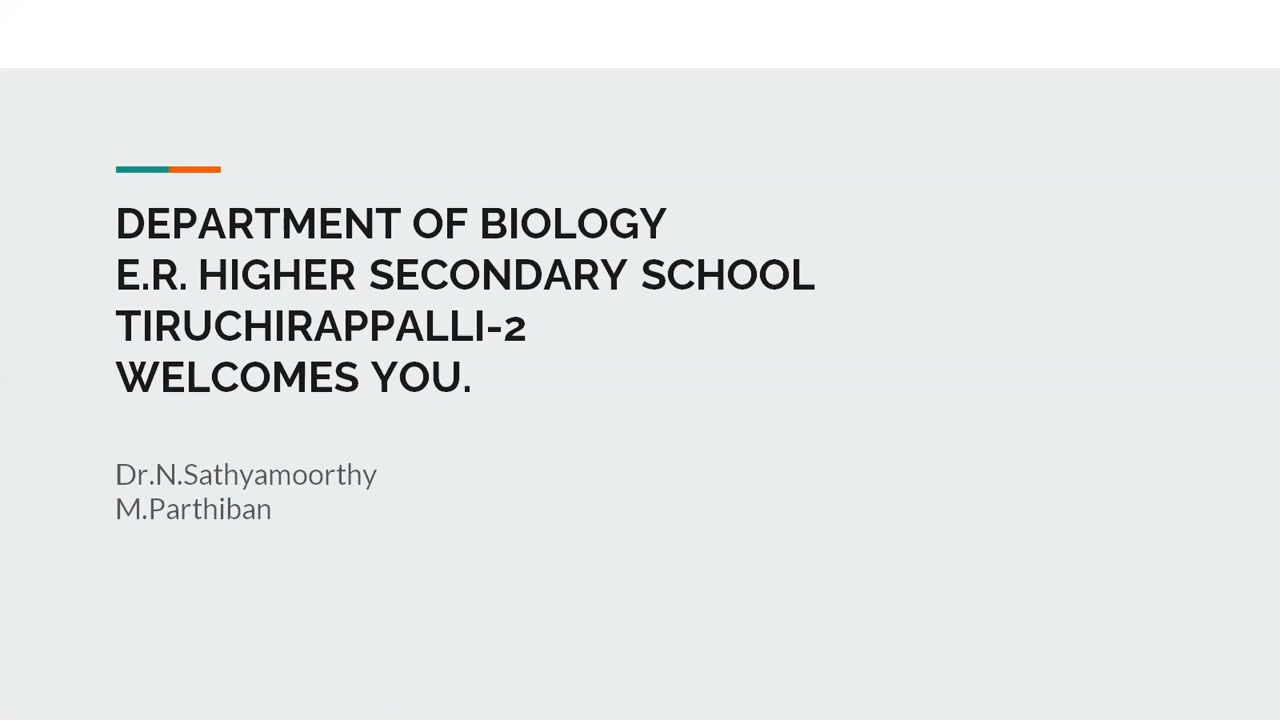 DEPARTMENT OF BIOLOGY
E.R. HIGHER SECONDARY SCHOOL
TIRUCHIRAPPALLI-2
WELCOMES YOU.
Dr.N.Sathyamoorthy
M.Parthiban